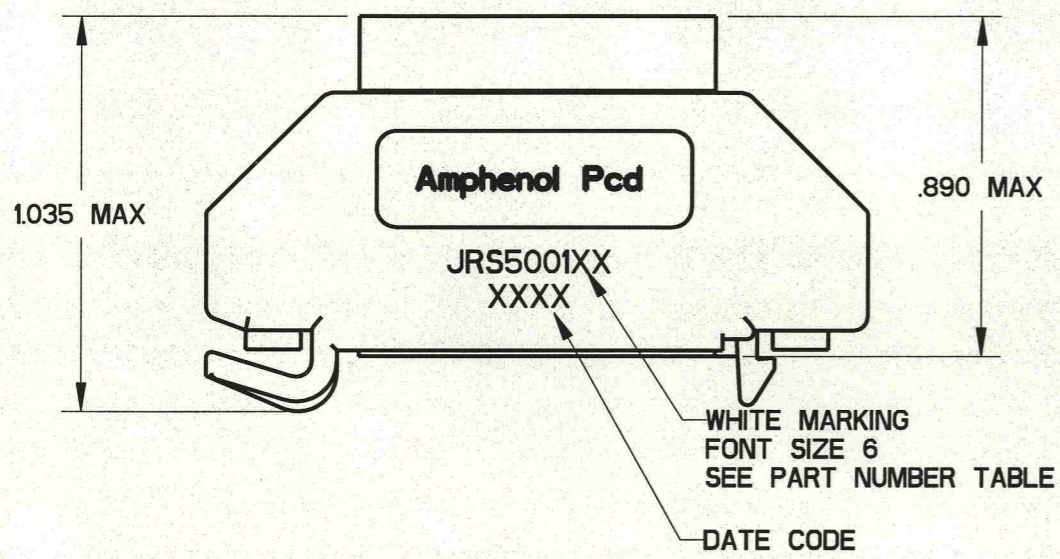 1.035 MAX
.890 MAX
Amphenol Pcd
JRS5001XX
XXXX
WHITE MARKING
FONT SIZE 6
SEE PART NUMBER TABLE
DATE CODE